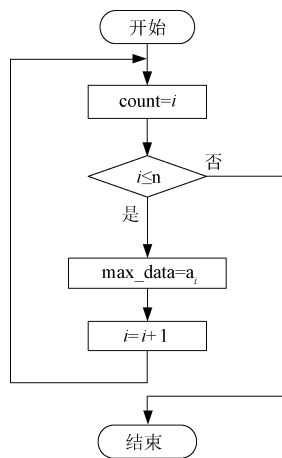 开始
count=i
i≤n
否
是
max_data=aᵢ
i=i+1
结束